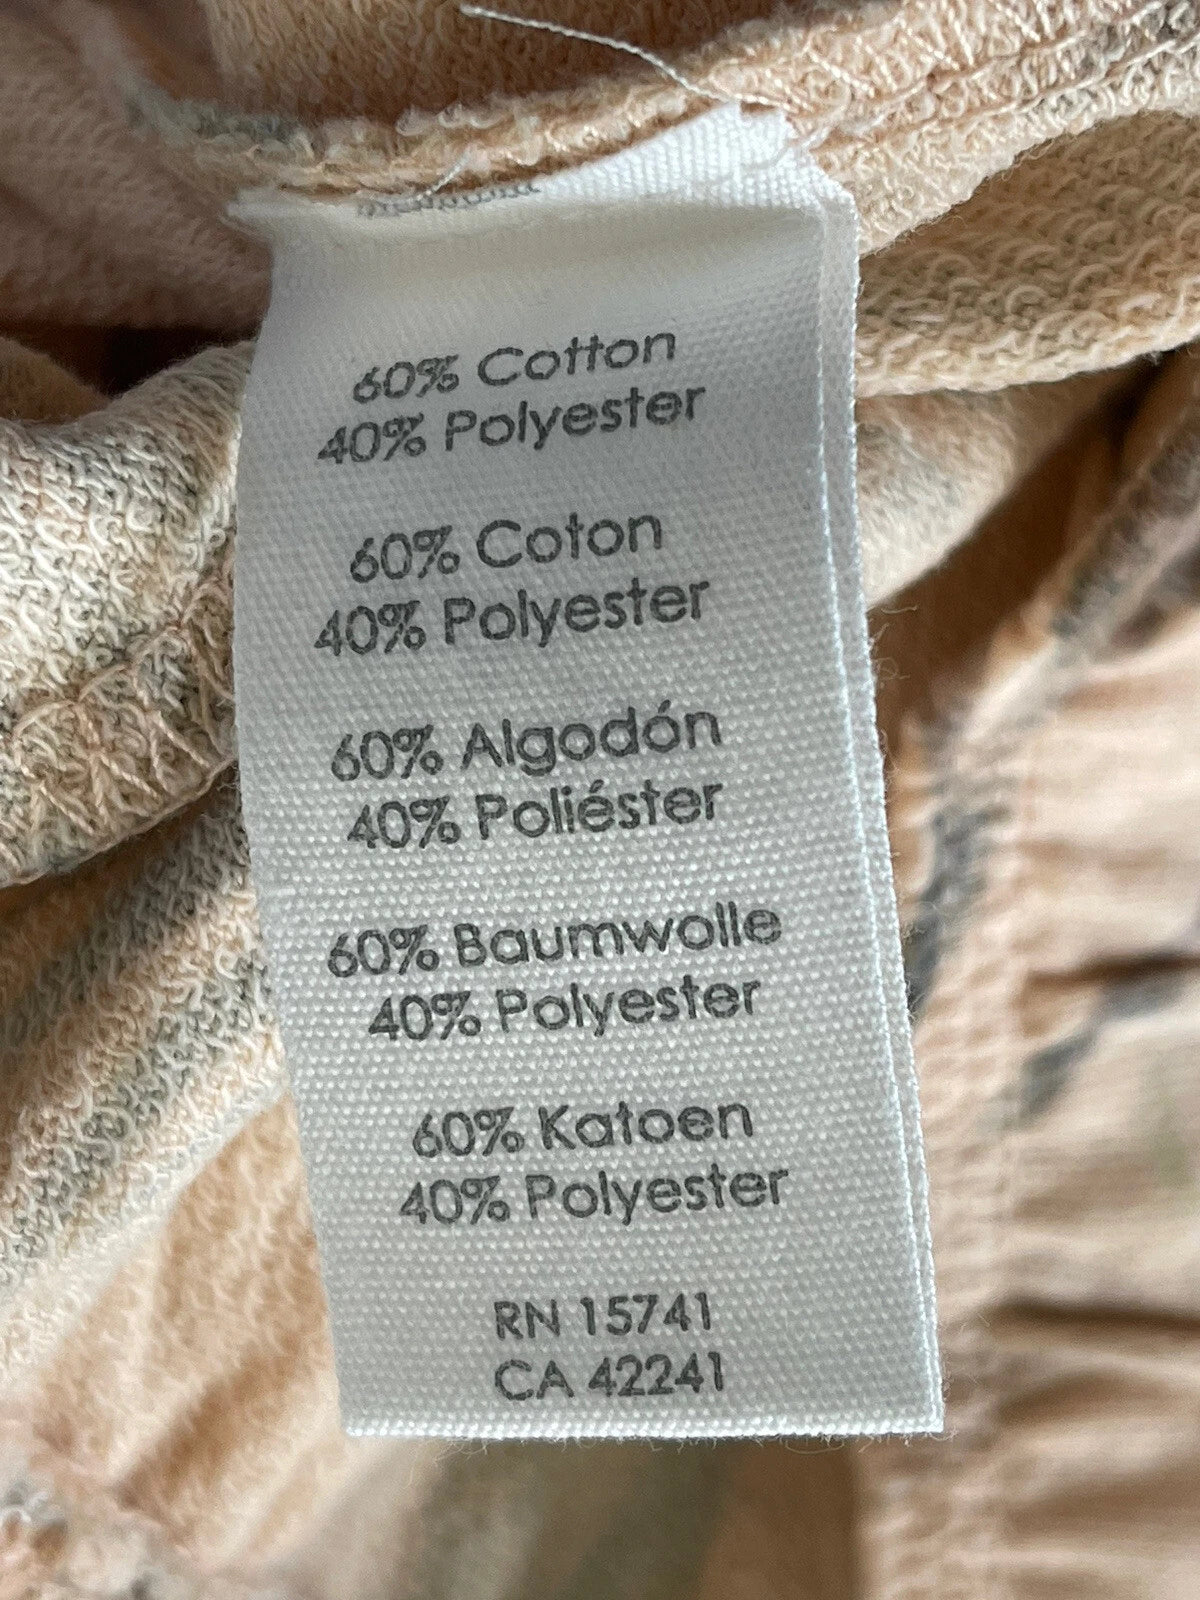 60% Cotton
40% Polyester
60% Coton
40% Polyester
60% Algodón
40% Poliéster
60% Baumwolle
40% Polyester
60% Katoen
40% Polyester
RN 15741
CA 42241